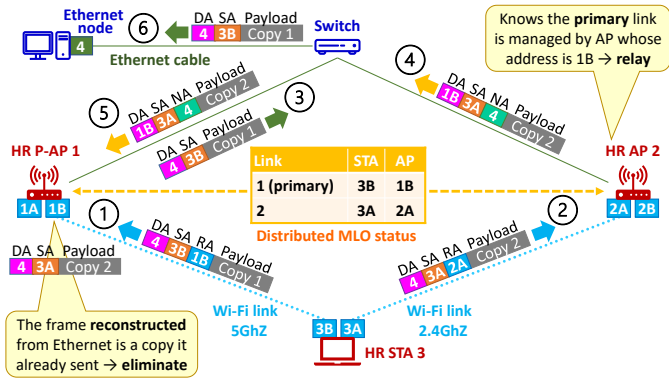 Ethernet
node
4
6
DA SA Payload
4 3B Copy 1
Ethernet cable
Switch
Knows the primary link
is managed by AP whose
address is 1B → relay
5
DA SA NA Payload
1B 3A 4 Copy 2
3
DA SA Payload
4 3B Copy 1
4
DA SA NA Payload
1B 3A 4 Copy 2
HR P-AP 1
1A 1B
HR AP 2
2A 2B
Link STA AP
1 (primary) 3B 1B
2 3A 2A
Distributed MLO status
1
DA SA RA Payload
4 3B 1B Copy 1
2
DA SA RA Payload
4 3A 2A Copy 2
DA SA Payload
4 3A Copy 2
The frame reconstructed
from Ethernet is a copy it
already sent → eliminate
Wi-Fi link
5GhZ
Wi-Fi link
2.4GhZ
3B 3A
HR STA 3